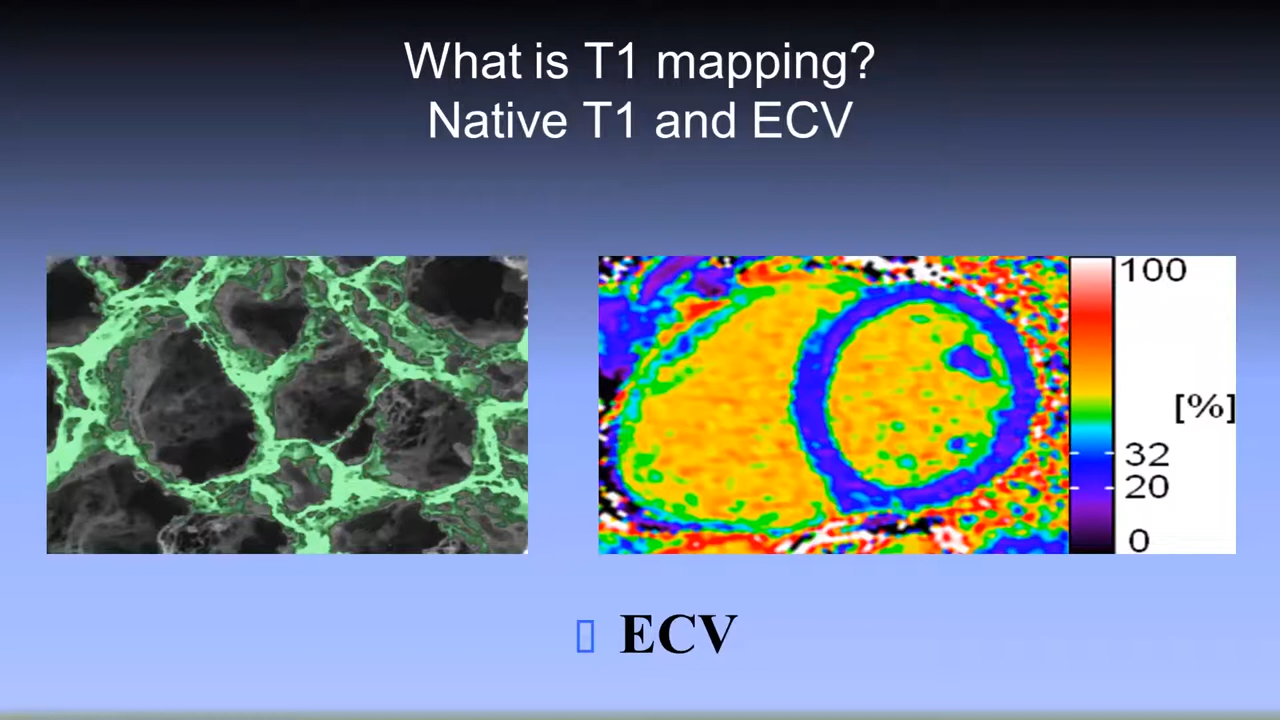 What is T1 mapping?
Native T1 and ECV
100
[%]
32
20
0
ECV